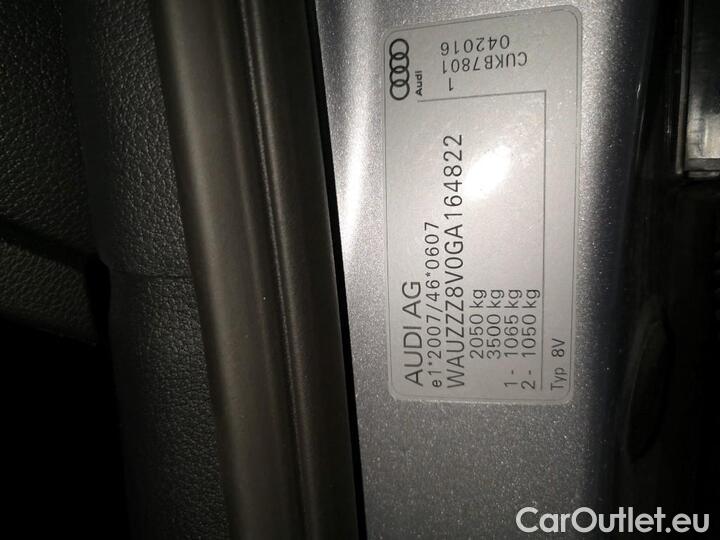 AUDI AG
e1*2007/46*0607
WAUZZZ8V0GA164822
2050 kg
3500 kg
1 - 1065 kg
2 - 1050 kg
Typ 8V
Audi
1
CUKB7801
042016
CarOutlet.eu